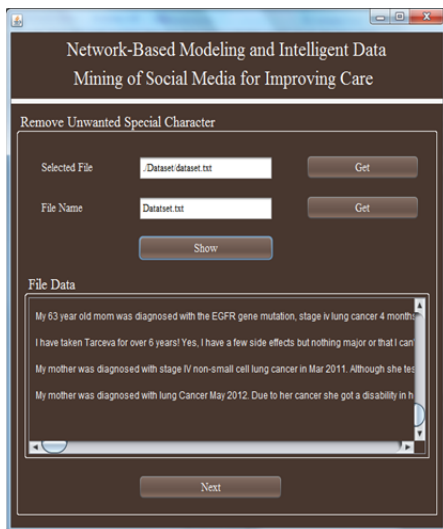 Network-Based Modeling and Intelligent Data
Mining of Social Media for Improving Care
Remove Unwanted Special Character
Selected File ./Dataset/dataset.txt Get
File Name Datatset.txt Get
Show
File Data
My 63 year old mom was diagnosed with the EGFR gene mutation, stage iv lung cancer 4 months
I have taken Tarceva for over 6 years! Yes, I have a few side effects but nothing major or that I can'
My mother was diagnosed with stage IV non-small cell lung cancer in Mar 2011. Although she tes
My mother was diagnosed with lung Cancer May 2012. Due to her cancer she got a disability in h
Next